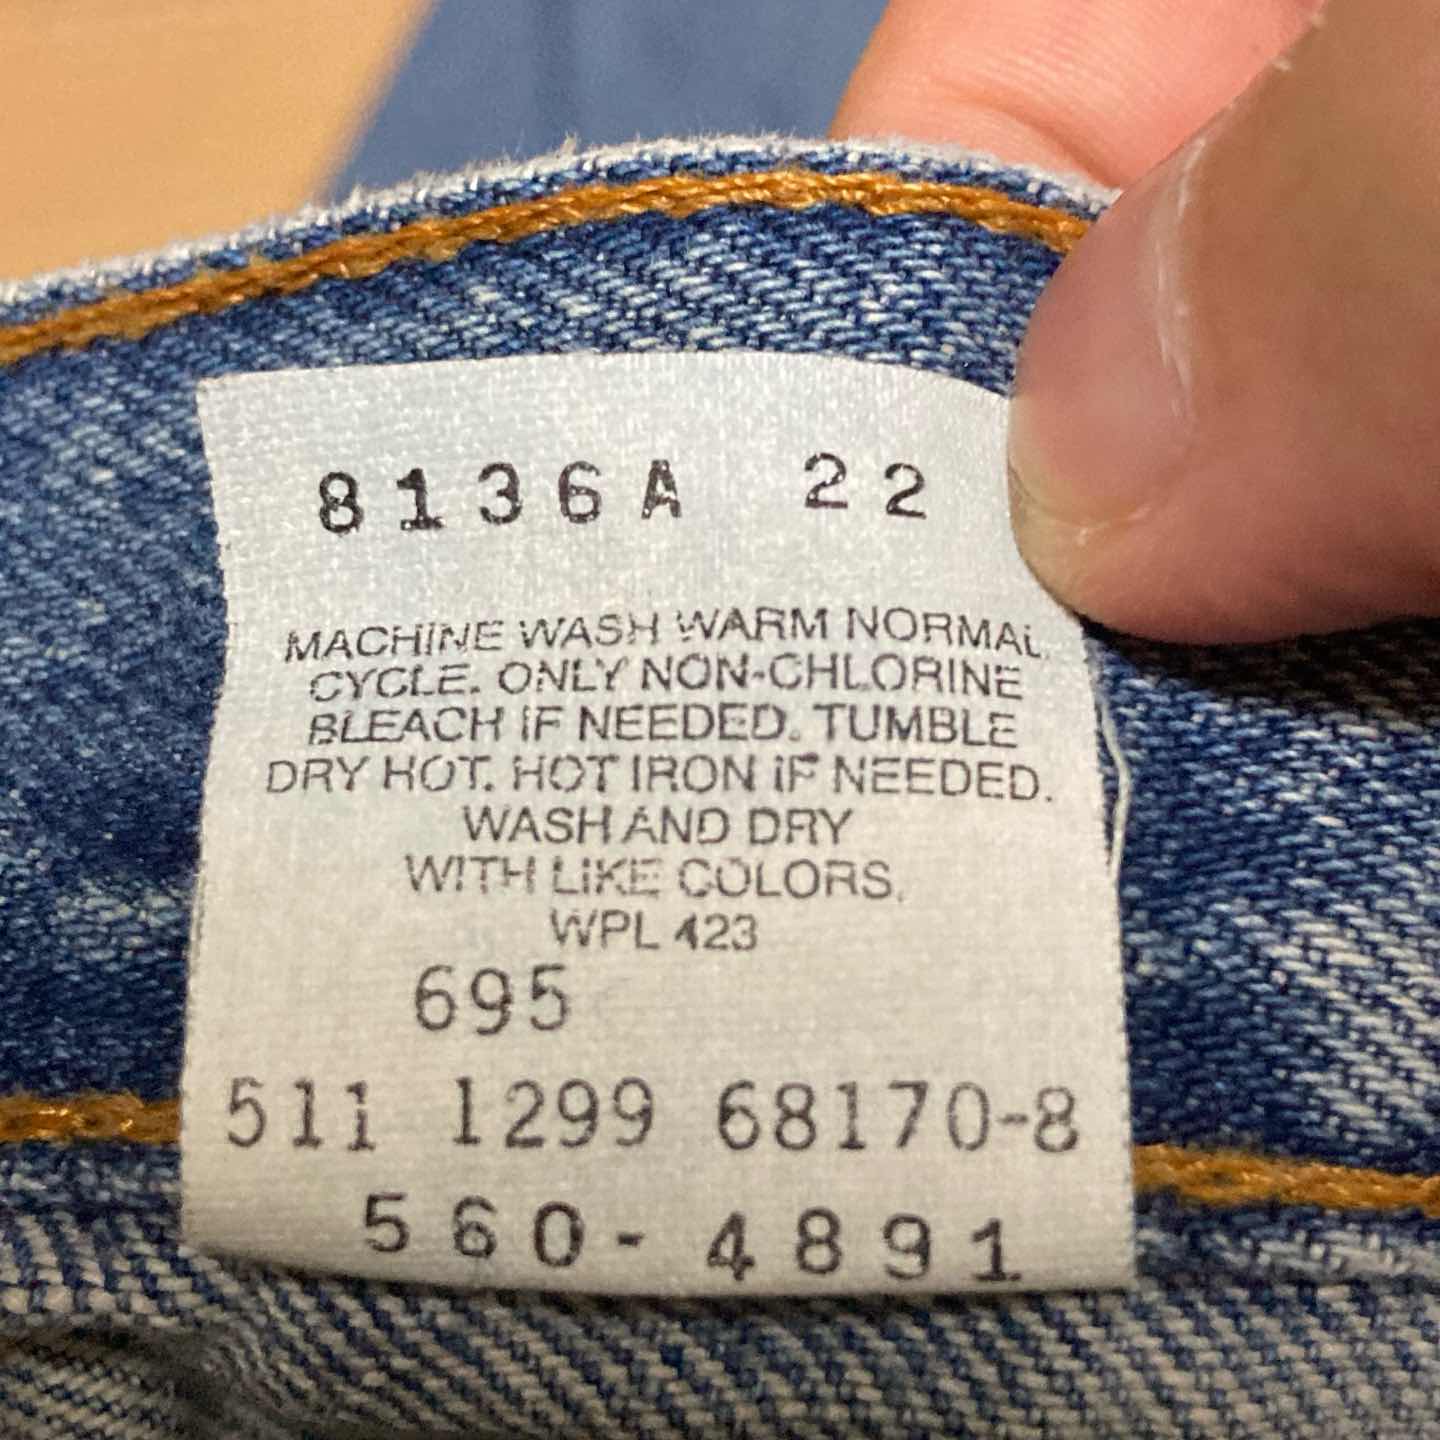 8136A 22
MACHINE WASH WARM NORMAL
CYCLE. ONLY NON-CHLORINE
BLEACH IF NEEDED. TUMBLE
DRY HOT. HOT IRON IF NEEDED.
WASH AND DRY
WITH LIKE COLORS.
WPL 423
695
511 1299 68170-8
560-4891